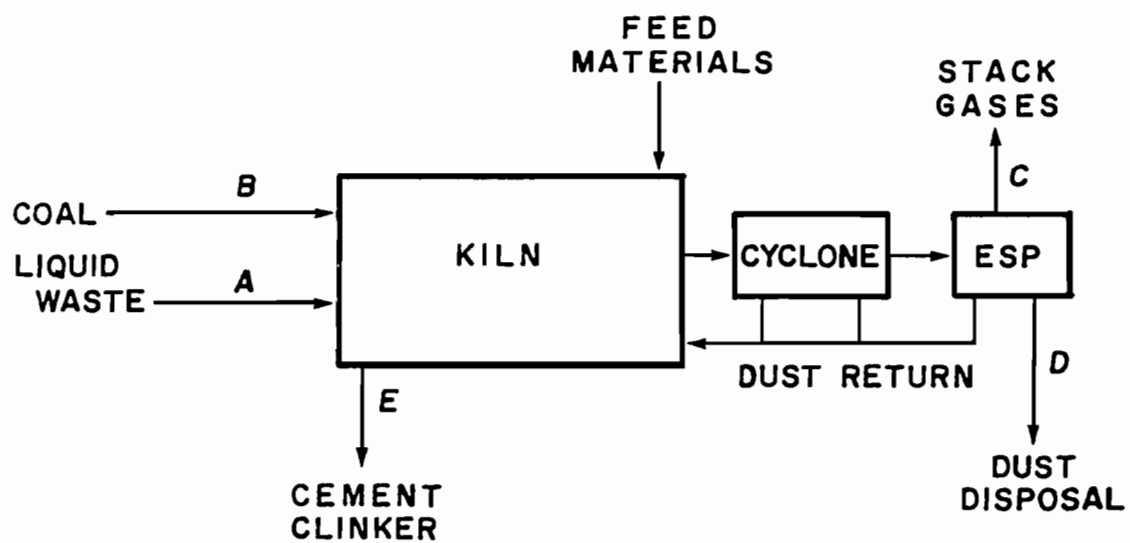 FEED
MATERIALS
STACK
GASES
C
B
COAL
KILN
CYCLONE
ESP
LIQUID
WASTE
A
DUST RETURN
D
E
CEMENT
CLINKER
DUST
DISPOSAL